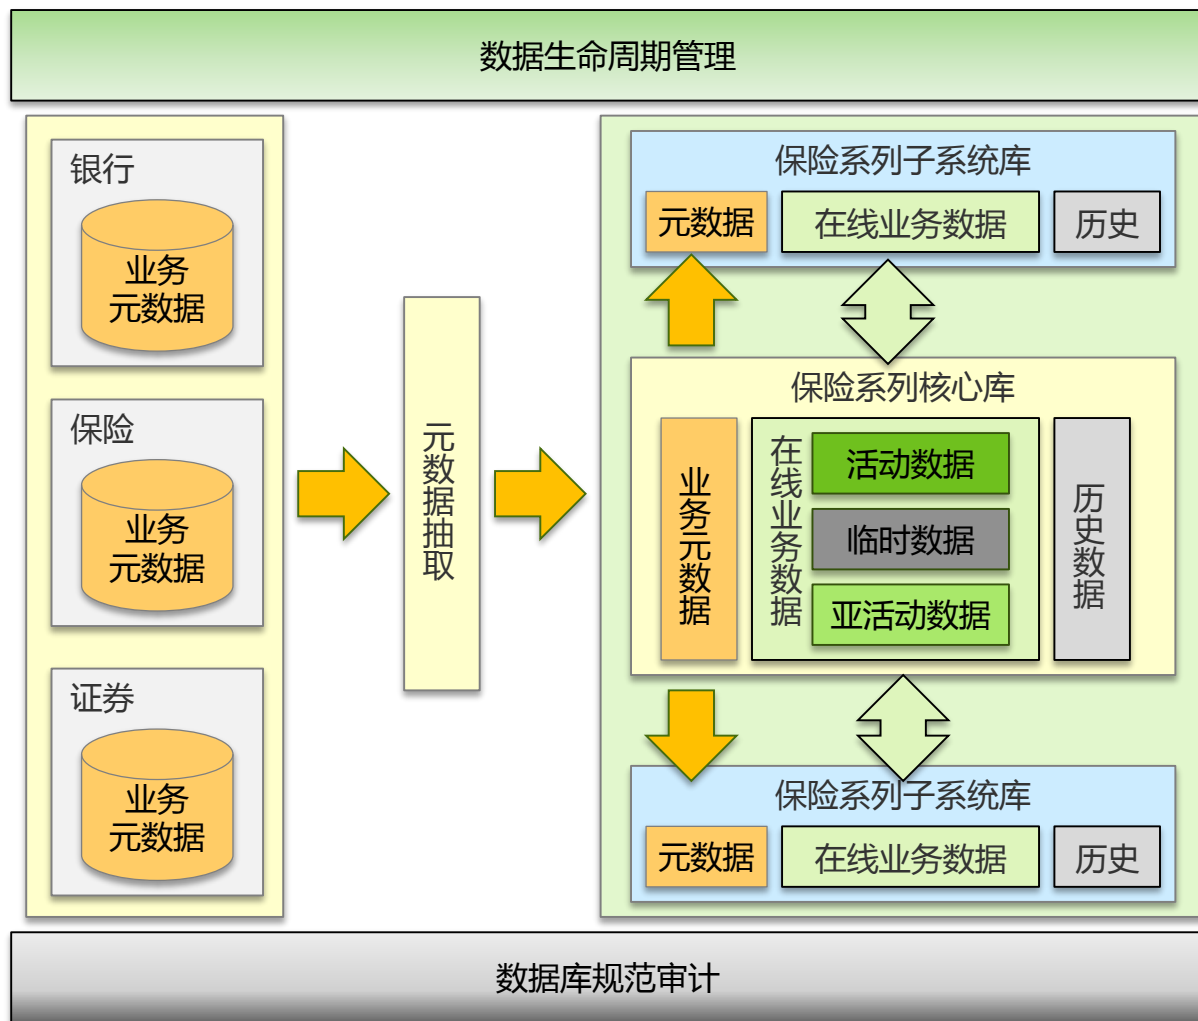 数据生命周期管理
银行
业务
元数据
保险
业务
元数据
证券
业务
元数据
元数据抽取
保险系列子系统库
元数据
在线业务数据
历史
保险系列核心库
业务元数据
在线业务数据
活动数据
临时数据
亚活动数据
历史数据
保险系列子系统库
元数据
在线业务数据
历史
数据库规范审计